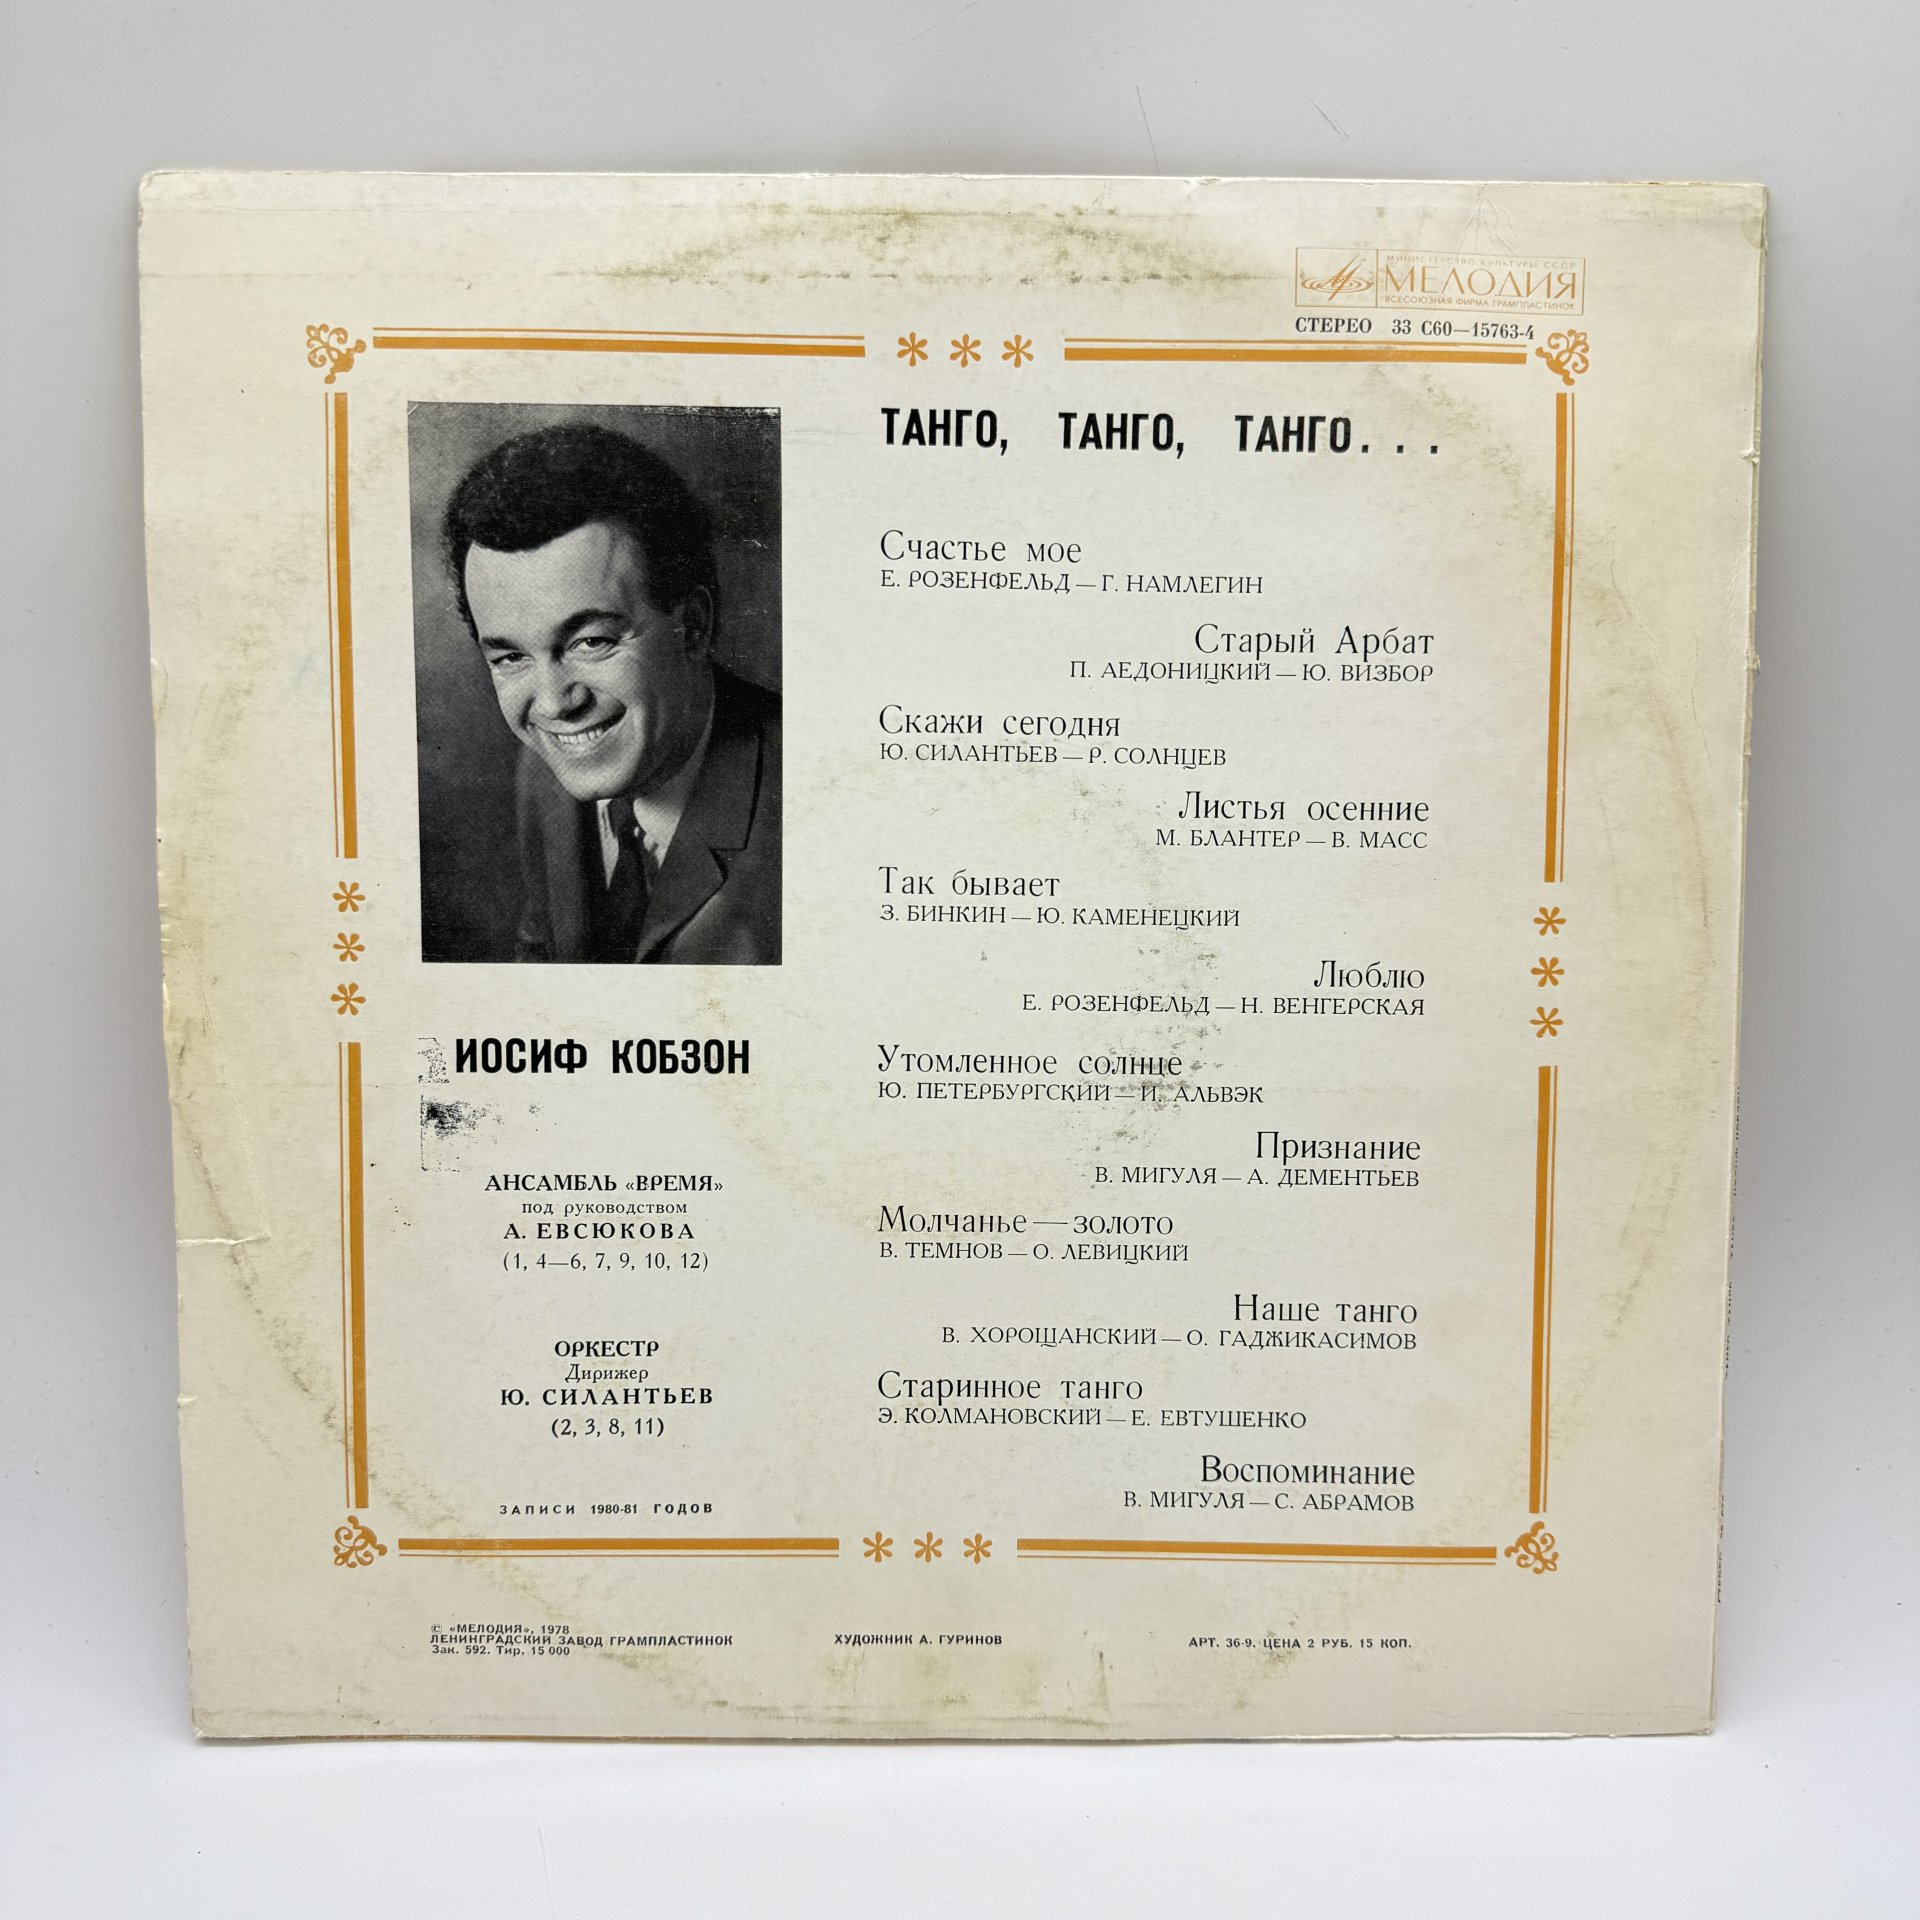 МИНИСТЕРСТВО КУЛЬТУРЫ СССР
МЕЛОДИЯ
ВСЕСОЮЗНАЯ ФИРМА ГРАМПЛАСТИНОК
СТЕРЕО 33 С60—15763-4
ТАНГО, ТАНГО, ТАНГО...
Счастье мое
Е. РОЗЕНФЕЛЬД — Г. НАМЛЕГИН
Старый Арбат
П. АЕДОНИЦКИЙ — Ю. ВИЗБОР
Скажи сегодня
Ю. СИЛАНТЬЕВ — Р. СОЛНЦЕВ
Листья осенние
М. БЛАНТЕР — В. МАСС
Так бывает
З. БИНКИН — Ю. КАМЕНЕЦКИЙ
Люблю
Е. РОЗЕНФЕЛЬД — Н. ВЕНГЕРСКАЯ
Утомленное солнце
Ю. ПЕТЕРБУРГСКИЙ — И. АЛЬВЭК
Признание
В. МИГУЛЯ — А. ДЕМЕНТЬЕВ
Молчанье — золото
В. ТЕМНОВ — О. ЛЕВИЦКИЙ
Наше танго
В. ХОРОЩАНСКИЙ — О. ГАДЖИКАСИМОВ
Старинное танго
Э. КОЛМАНОВСКИЙ — Е. ЕВТУШЕНКО
Воспоминание
В. МИГУЛЯ — С. АБРАМОВ
ИОСИФ КОБЗОН
АНСАМБЛЬ «ВРЕМЯ»
под руководством
А. ЕВСЮКОВА
(1, 4—6, 7, 9, 10, 12)
ОРКЕСТР
Дирижер
Ю. СИЛАНТЬЕВ
(2, 3, 8, 11)
ЗАПИСИ 1980-81 ГОДОВ
© «МЕЛОДИЯ», 1978
ЛЕНИНГРАДСКИЙ ЗАВОД ГРАМПЛАСТИНОК
Зак. 592. Тир. 15 000
ХУДОЖНИК А. ГУРИНОВ
АРТ. 36-9. ЦЕНА 2 РУБ. 15 КОП.